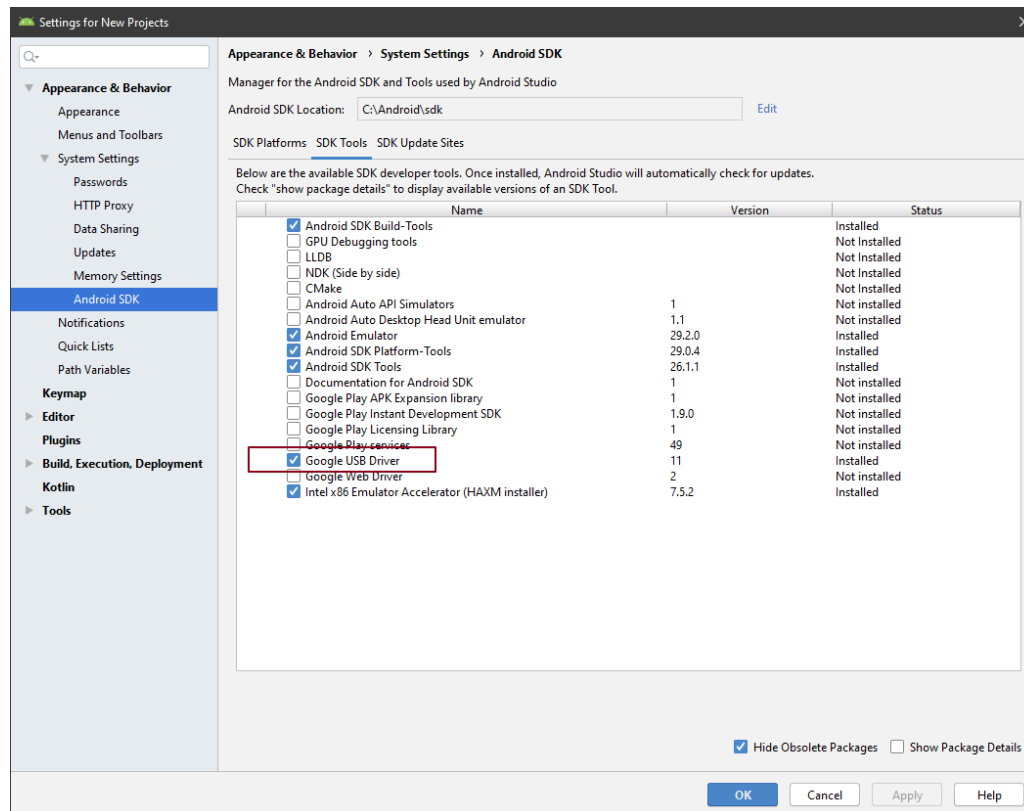 Settings for New Projects
Appearance & Behavior
Appearance
Menus and Toolbars
System Settings
Passwords
HTTP Proxy
Data Sharing
Updates
Memory Settings
Android SDK
Notifications
Quick Lists
Path Variables
Keymap
Editor
Plugins
Build, Execution, Deployment
Kotlin
Tools
Appearance & Behavior › System Settings › Android SDK
Manager for the Android SDK and Tools used by Android Studio
Android SDK Location: C:\Android\sdk Edit
SDK Platforms SDK Tools SDK Update Sites
Below are the available SDK developer tools. Once installed, Android Studio will automatically check for updates.
Check "show package details" to display available versions of an SDK Tool.
Name Version Status
Android SDK Build-Tools Installed
GPU Debugging tools Not Installed
LLDB Not Installed
NDK (Side by side) Not Installed
CMake Not Installed
Android Auto API Simulators 1 Not installed
Android Auto Desktop Head Unit emulator 1.1 Not installed
Android Emulator 29.2.0 Installed
Android SDK Platform-Tools 29.0.4 Installed
Android SDK Tools 26.1.1 Installed
Documentation for Android SDK 1 Not installed
Google Play APK Expansion library 1 Not installed
Google Play Instant Development SDK 1.9.0 Not installed
Google Play Licensing Library 1 Not installed
Google Play services 49 Not installed
Google USB Driver 11 Installed
Google Web Driver 2 Not installed
Intel x86 Emulator Accelerator (HAXM installer) 7.5.2 Installed
Hide Obsolete Packages Show Package Details
OK Cancel Apply Help